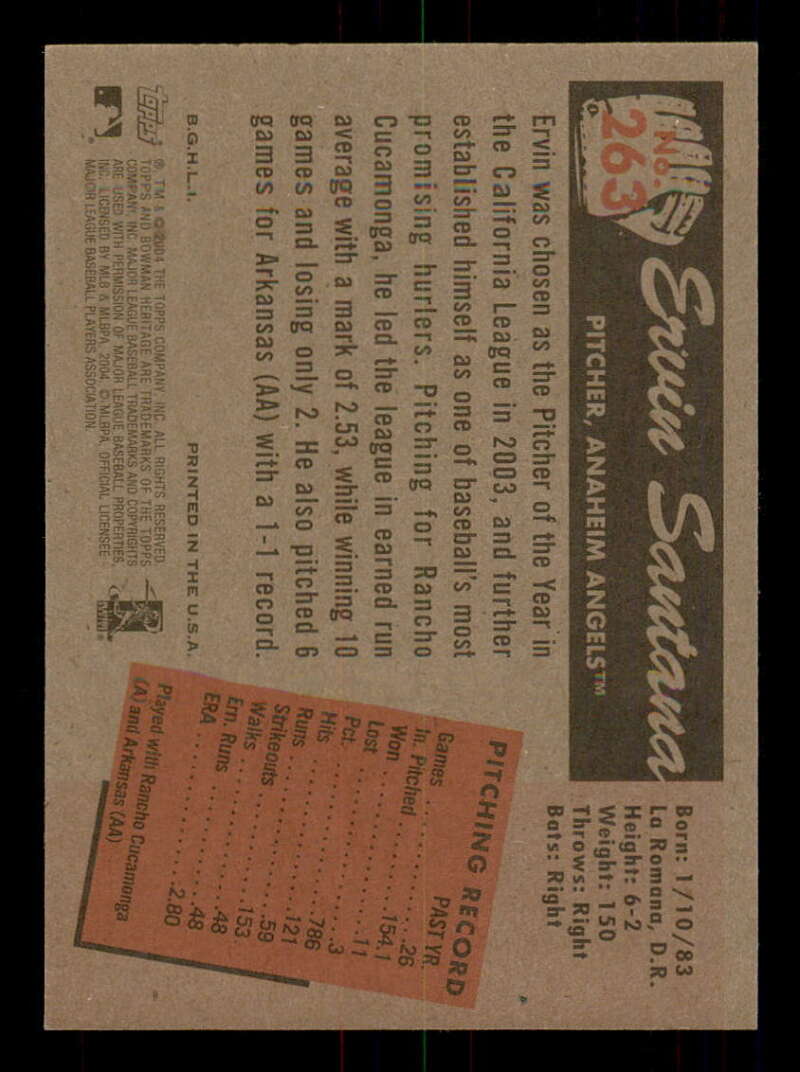 No.
263
Ervin Santana
PITCHER, ANAHEIM ANGELS™
Born: 1/10/83
La Romana, D.R.
Height: 6-2
Weight: 150
Throws: Right
Bats: Right
Ervin was chosen as the Pitcher of the Year in
the California League in 2003, and further
established himself as one of baseball's most
promising hurlers. Pitching for Rancho
Cucamonga, he led the league in earned run
average with a mark of 2.53, while winning 10
games and losing only 2. He also pitched 6
games for Arkansas (AA) with a 1-1 record.
PITCHING RECORD
PAST YR.
Games . . . . . . . . . . . .26
In. Pitched . . . . . . . .154.1
Won . . . . . . . . . . . . .11
Lost . . . . . . . . . . . . .3
Pct. . . . . . . . . . . . .786
Hits . . . . . . . . . . . .121
Runs . . . . . . . . . . . .59
Strikeouts . . . . . . . .153
Walks . . . . . . . . . . .48
Ern. Runs . . . . . . . . .48
ERA . . . . . . . . . . . .2.80
Played with Rancho Cucamonga
(A) and Arkansas (AA)
B.G.H.L.I.
PRINTED IN THE U.S.A.
Topps
® TM & © 2004 THE TOPPS COMPANY, INC. ALL RIGHTS RESERVED.
TOPPS AND BOWMAN HERITAGE ARE TRADEMARKS OF THE TOPPS
COMPANY, INC. MAJOR LEAGUE BASEBALL TRADEMARKS AND COPYRIGHTS
ARE USED WITH PERMISSION OF MAJOR LEAGUE BASEBALL PROPERTIES,
INC. LICENSED BY MLB & MLBPA, 2004. © MLBPA, OFFICIAL LICENSEE-
MAJOR LEAGUE BASEBALL PLAYERS ASSOCIATION.